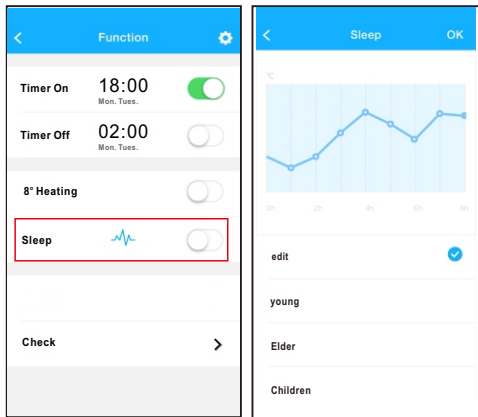 Function
Timer On 18:00
Mon. Tues.
Timer Off 02:00
Mon. Tues.
8° Heating
Sleep
Check
Sleep OK
℃
0h 2h 4h 6h 8h
edit
young
Elder
Children